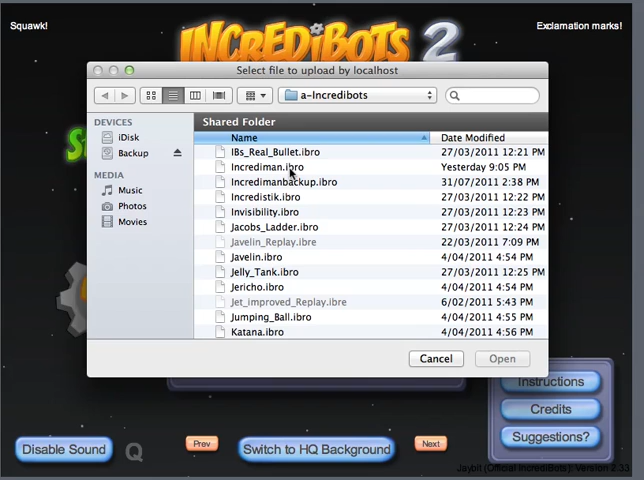 Squawk!
Exclamation marks!
INCREDIBOTS 2
Select file to upload by localhost
a-Incredibots
DEVICES
iDisk
Backup
MEDIA
Music
Photos
Movies
Shared Folder
Name Date Modified
IBs_Real_Bullet.ibro 27/03/2011 12:21 PM
Incrediman.ibro Yesterday 9:05 PM
Incredimanbackup.ibro 31/07/2011 2:38 PM
Incredistik.ibro 27/03/2011 12:22 PM
Invisibility.ibro 27/03/2011 12:23 PM
Jacobs_Ladder.ibro 27/03/2011 12:24 PM
Javelin_Replay.ibre 22/03/2011 7:09 PM
Javelin.ibro 4/04/2011 4:54 PM
Jelly_Tank.ibro 27/03/2011 12:25 PM
Jericho.ibro 4/04/2011 4:54 PM
Jet_improved_Replay.ibre 6/02/2011 5:43 PM
Jumping_Ball.ibro 4/04/2011 4:55 PM
Katana.ibro 4/04/2011 4:56 PM
Cancel
Open
Instructions
Credits
Suggestions?
Disable Sound
Q
Prev
Switch to HQ Background
Next
Jaybit (Official IncrediBots) Version 2.33